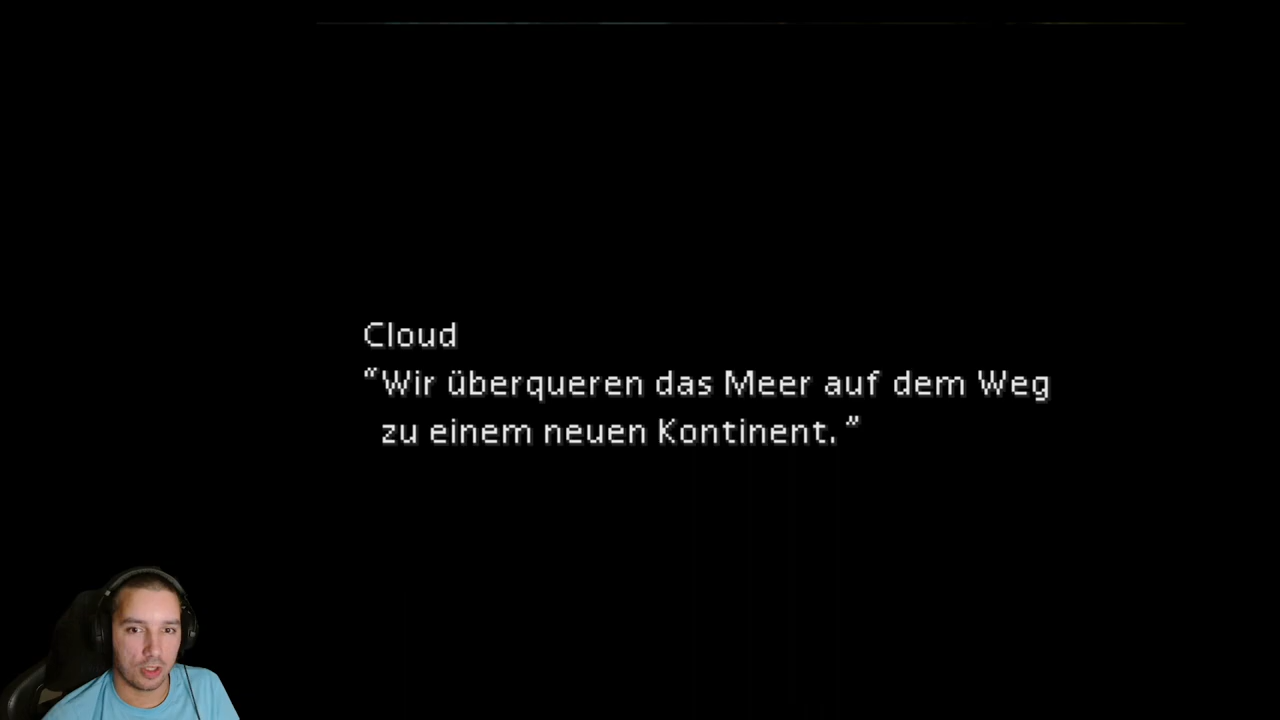 Cloud
“Wir überqueren das Meer auf dem Weg
zu einem neuen Kontinent. ”